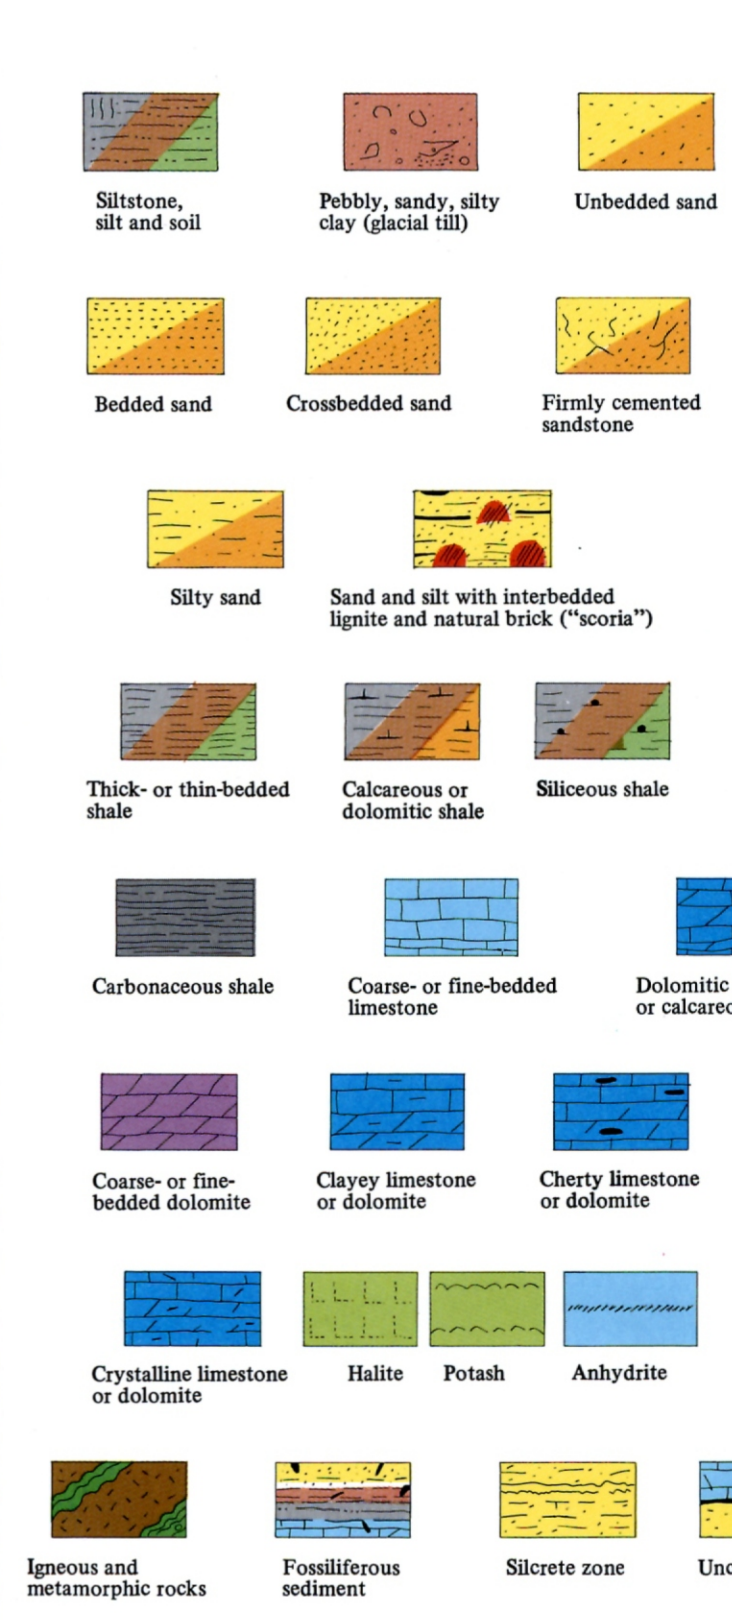 Siltstone,
silt and soil
Pebbly, sandy, silty
clay (glacial till)
Unbedded sand
Bedded sand
Crossbedded sand
Firmly cemented
sandstone
Silty sand
Sand and silt with interbedded
lignite and natural brick (“scoria”)
Thick- or thin-bedded
shale
Calcareous or
dolomitic shale
Siliceous shale
Carbonaceous shale
Coarse- or fine-bedded
limestone
Dolomitic
or calcareo
Coarse- or fine-
bedded dolomite
Clayey limestone
or dolomite
Cherty limestone
or dolomite
Crystalline limestone
or dolomite
Halite
Potash
Anhydrite
Igneous and
metamorphic rocks
Fossiliferous
sediment
Silcrete zone
Unc